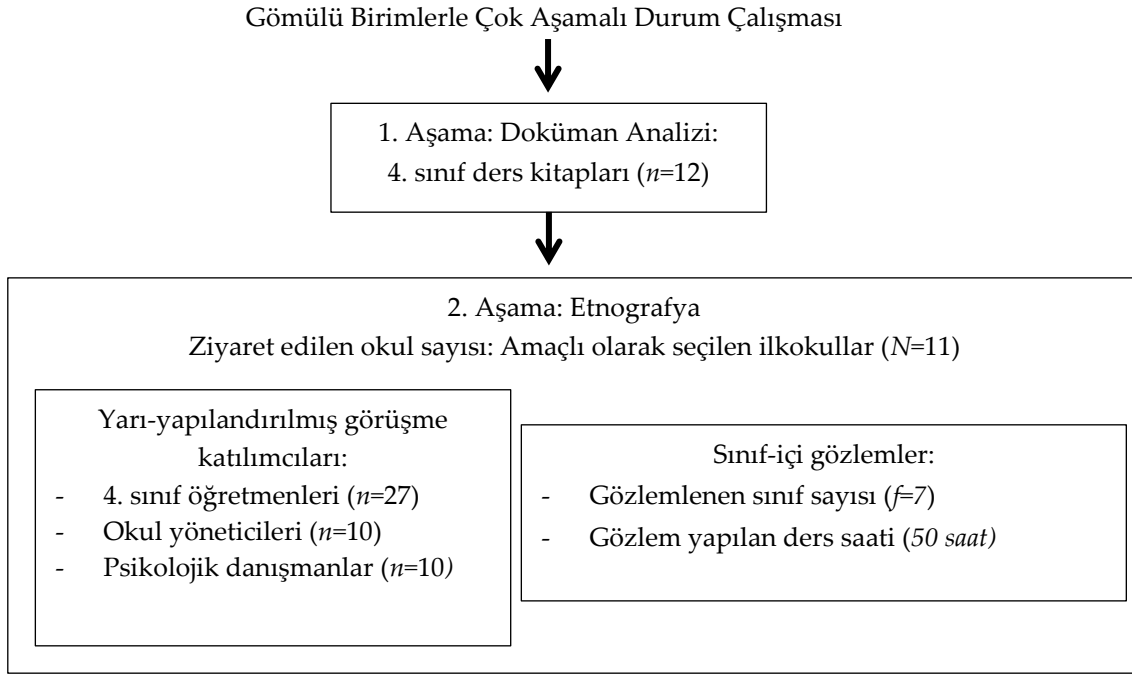 Gömülü Birimlerle Çok Aşamalı Durum Çalışması
1. Aşama: Doküman Analizi:
4. sınıf ders kitapları (n=12)
2. Aşama: Etnografya
Ziyaret edilen okul sayısı: Amaçlı olarak seçilen ilkokullar (N=11)
Yarı-yapılandırılmış görüşme
katılımcıları:
- 4. sınıf öğretmenleri (n=27)
- Okul yöneticileri (n=10)
- Psikolojik danışmanlar (n=10)
Sınıf-içi gözlemler:
- Gözlemlenen sınıf sayısı (f=7)
- Gözlem yapılan ders saati (50 saat)